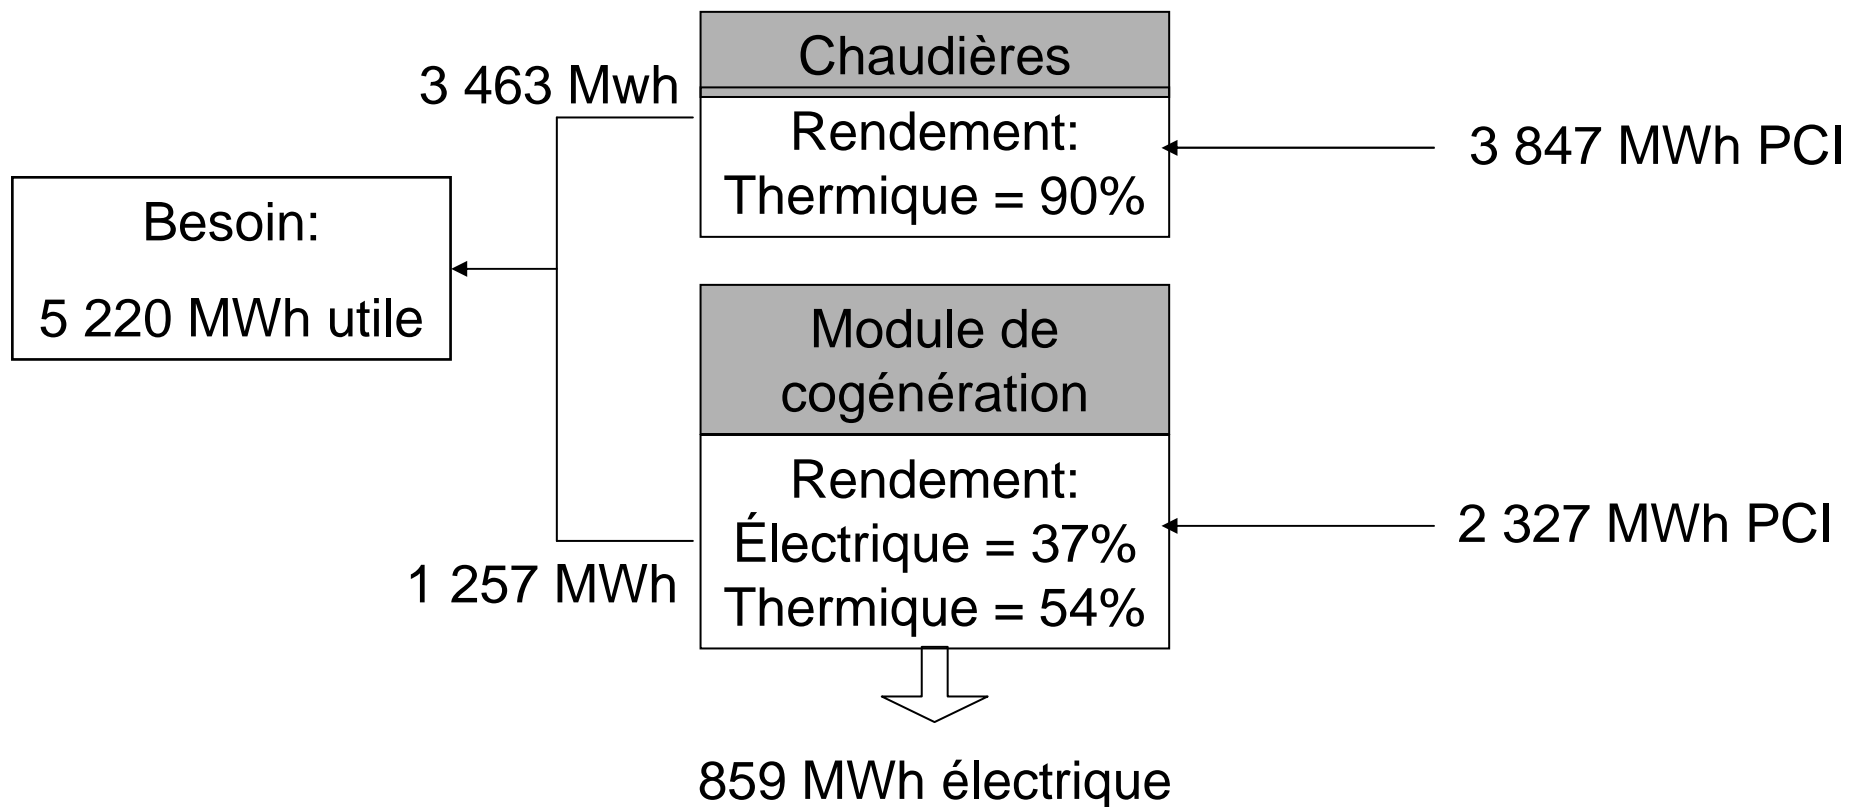 Chaudières
3 463 Mwh
Rendement:
Thermique = 90%
3 847 MWh PCI
Besoin:
5 220 MWh utile
Module de
cogénération
Rendement:
Électrique = 37%
Thermique = 54%
2 327 MWh PCI
1 257 MWh
859 MWh électrique